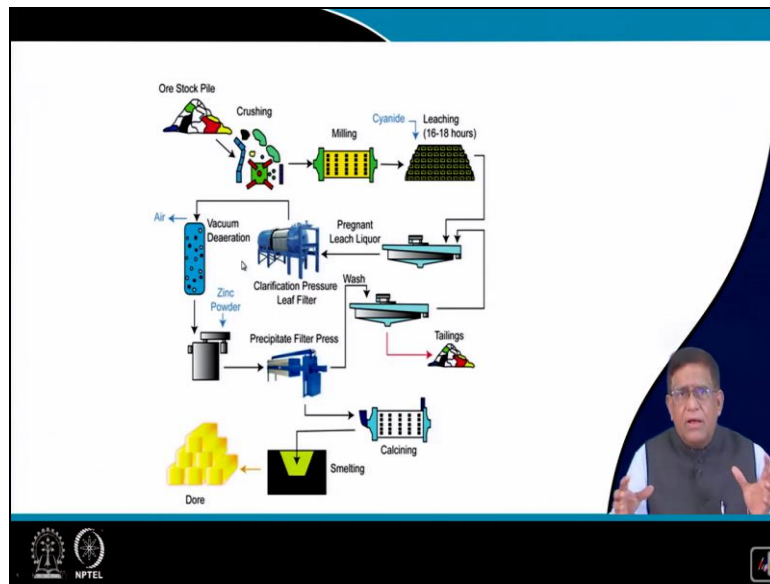 Ore Stock Pile
Crushing
Milling
Cyanide
Leaching
(16-18 hours)
Air
Vacuum
Deaeration
Pregnant
Leach Liquor
Clarification Pressure
Leaf Filter
Wash
Zinc
Powder
Precipitate Filter Press
Tailings
Calcining
Smelting
Dore
NPTEL